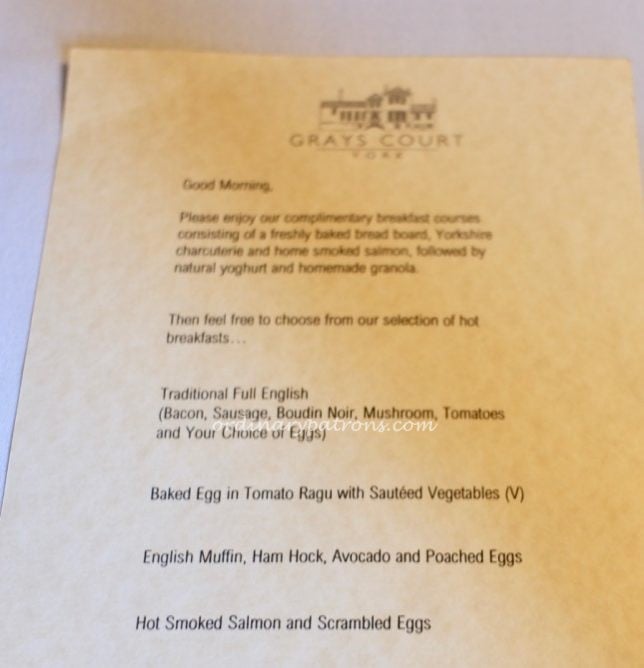 GRAYS COURT
YORK
Good Morning,
Please enjoy our complimentary breakfast courses
consisting of a freshly baked bread board, Yorkshire
charcuterie and home smoked salmon, followed by
natural yoghurt and homemade granola.
Then feel free to choose from our selection of hot
breakfasts...
Traditional Full English
(Bacon, Sausage, Boudin Noir, Mushroom, Tomatoes
and Your Choice of Eggs)
ordinarypatrons.com
Baked Egg in Tomato Ragu with Sautéed Vegetables (V)
English Muffin, Ham Hock, Avocado and Poached Eggs
Hot Smoked Salmon and Scrambled Eggs